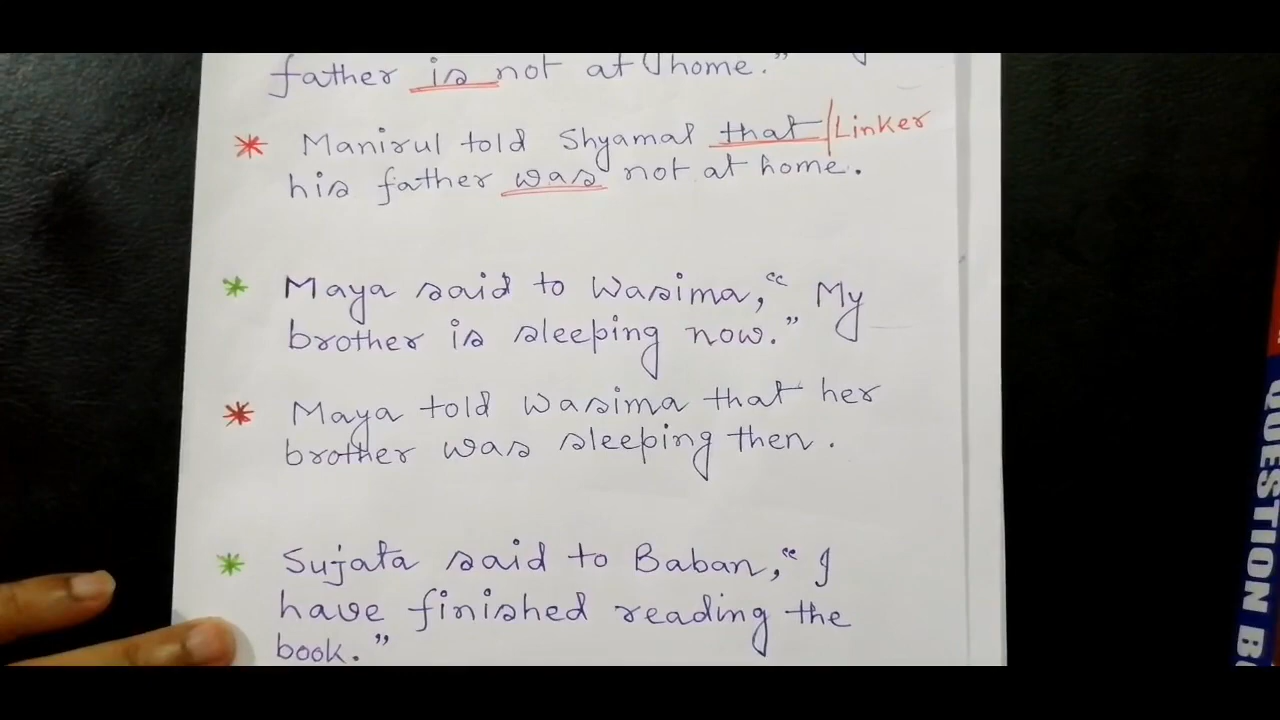 father is not at home."
* Manirul told Shyamal that / Linker
his father was not at home.
* Maya said to Wasima, " My
brother is sleeping now."
* Maya told Wasima that her
brother was sleeping then.
* Sujata said to Baban, " I
have finished reading the
book."
QUESTION B